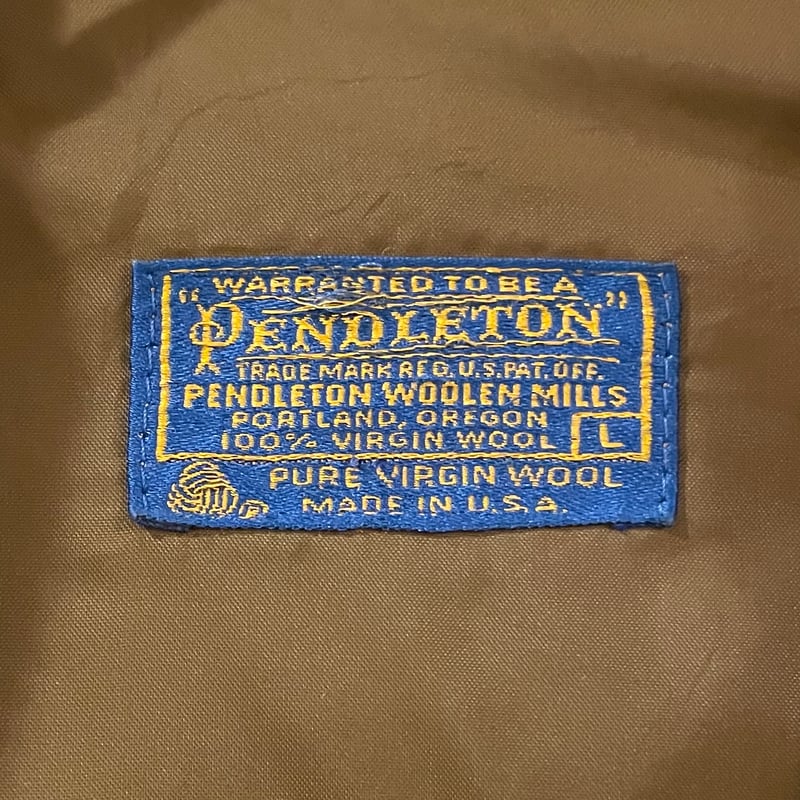 WARRANTED TO BE A
"PENDLETON"
TRADE MARK REG. U.S. PAT. OFF.
PENDLETON WOOLEN MILLS
PORTLAND, OREGON
100% VIRGIN WOOL L
PURE VIRGIN WOOL
MADE IN U.S.A.